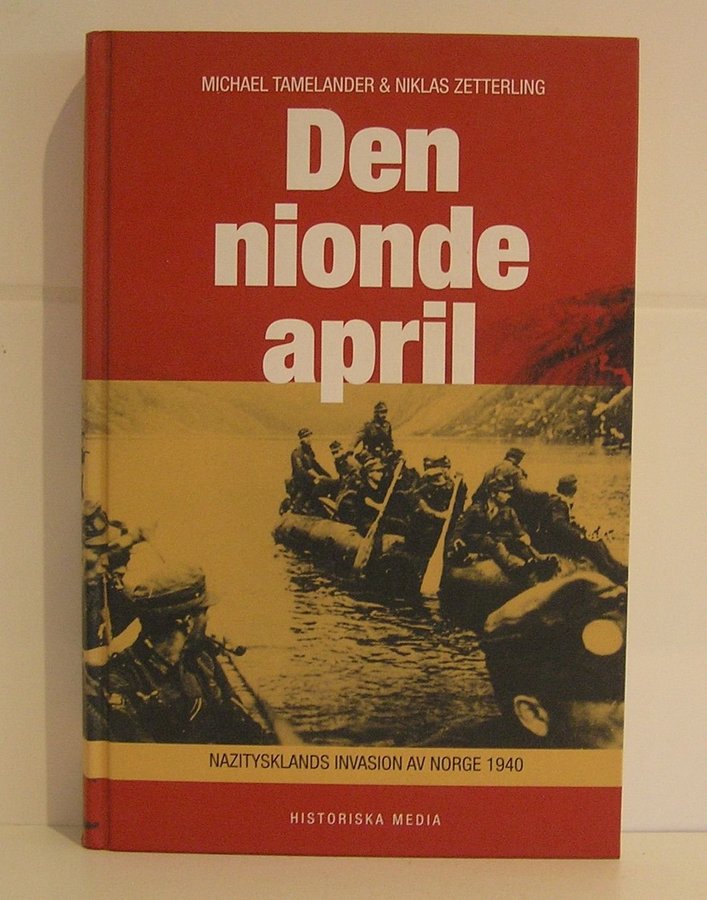 MICHAEL TAMELANDER & NIKLAS ZETTERLING
Den
nionde
april
NAZITYSKLANDS INVASION AV NORGE 1940
HISTORISKA MEDIA